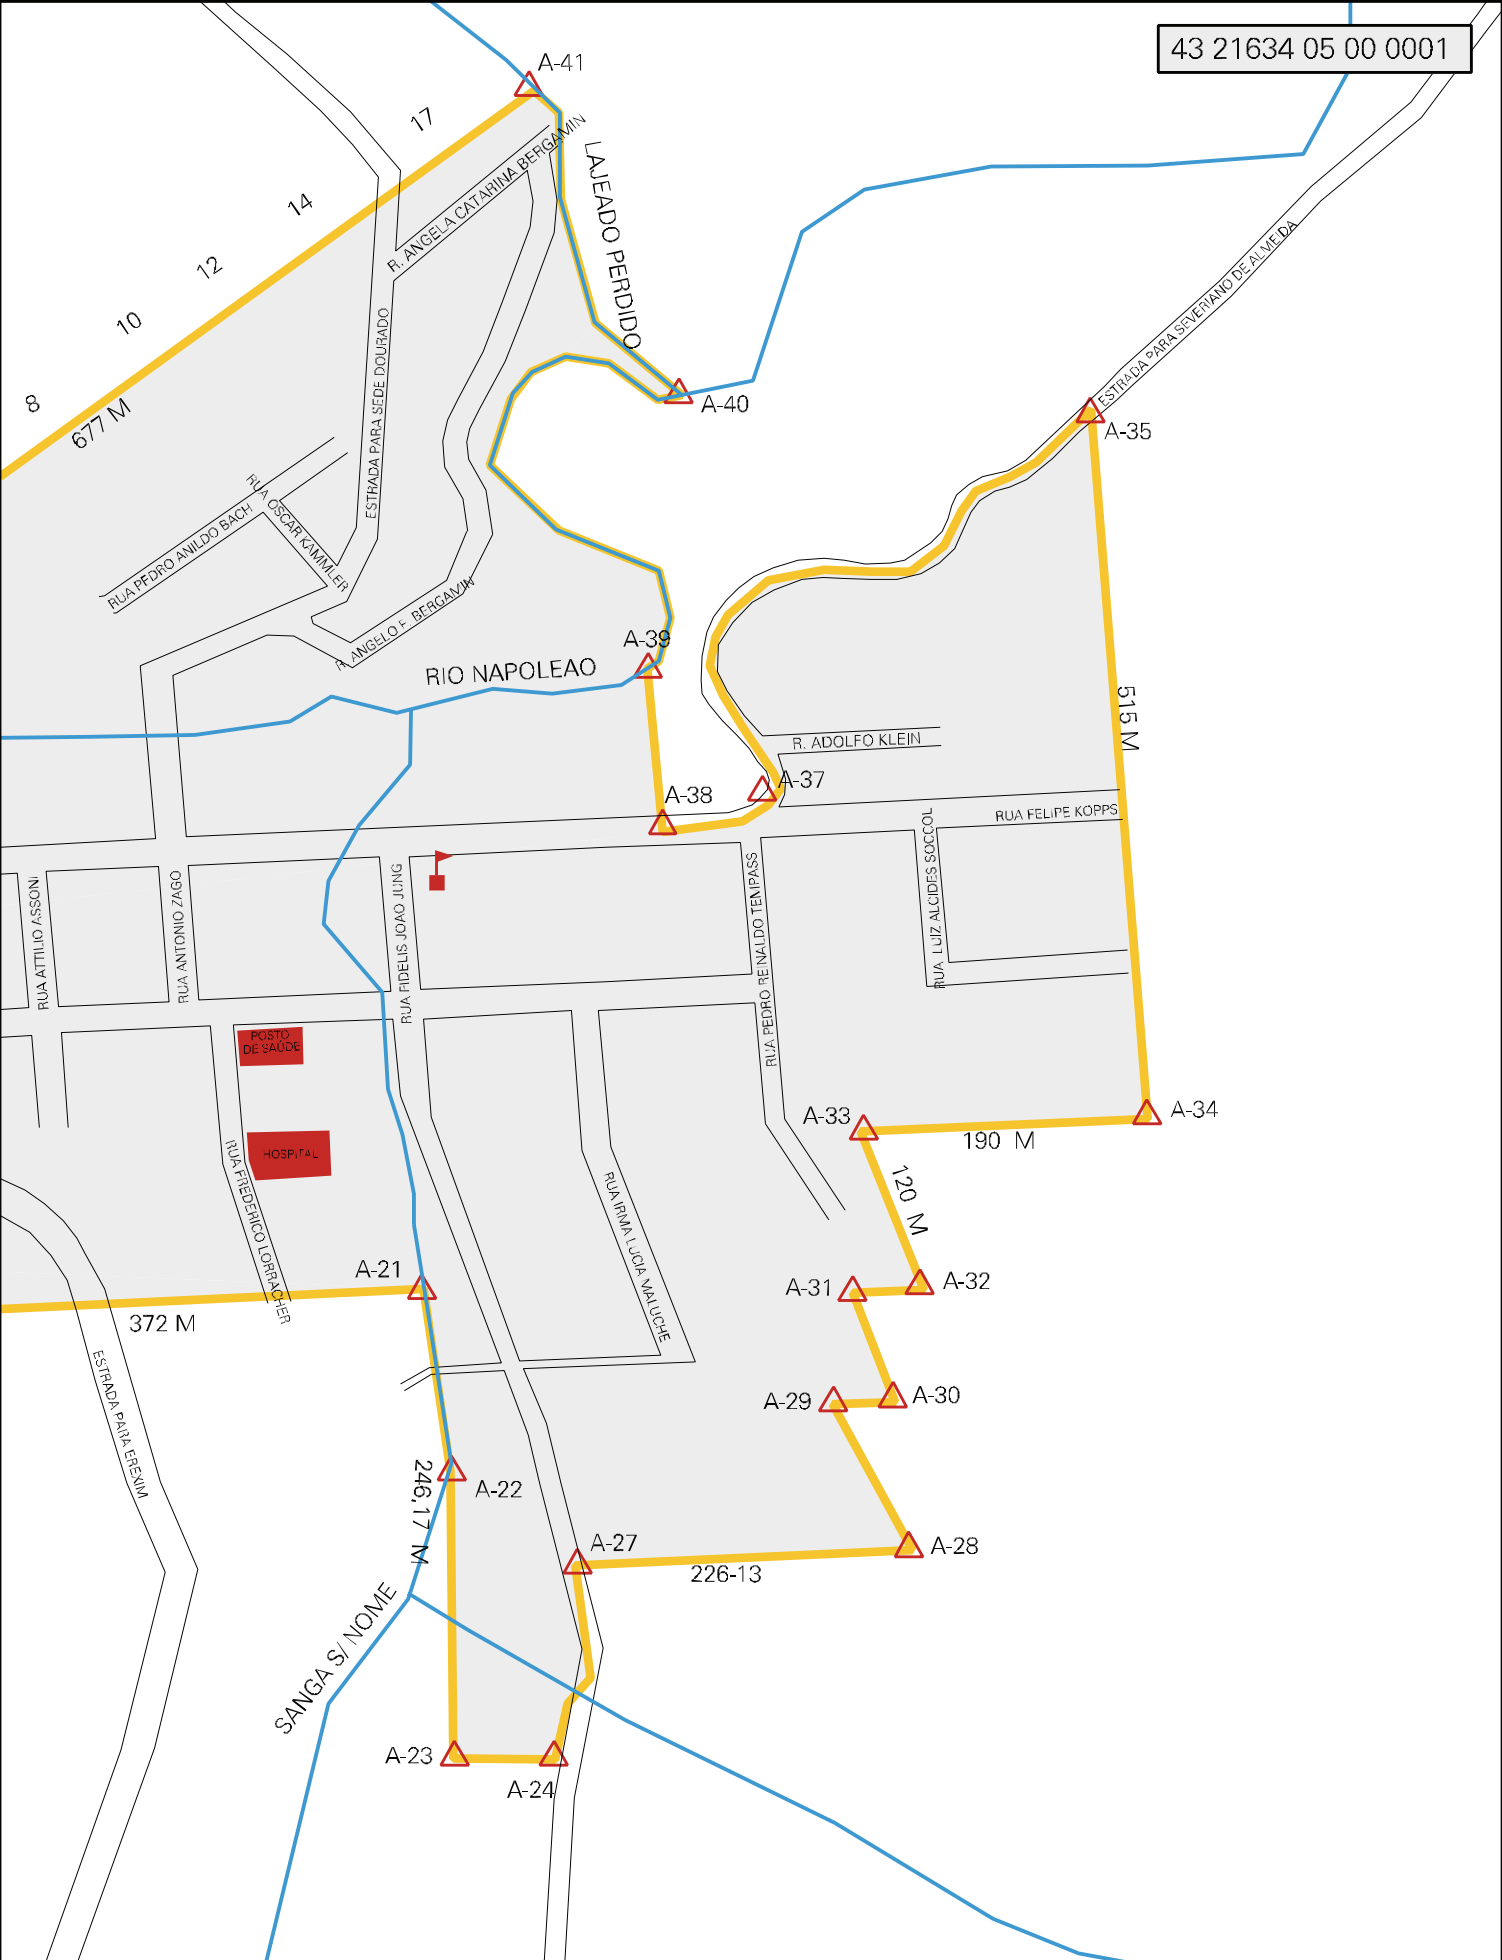 43 21634 05 00 0001
A-41
17
R. ANGELA CATARINA BERGAMIN
LAJEADO PERDIDO
14
12
10
8
677 M
ESTRADA PARA SEDE DOURADO
ESTRADA PARA SEVERIANO DE ALMEIDA
A-40
A-35
RUA OSCAR KAMMLER
RUA PEDRO ANILDO BACH
R. ANGELO F. BERGAMIN
A-39
RIO NAPOLEAO
515 M
R. ADOLFO KLEIN
A-37
A-38
RUA FELIPE KOPPS
RUA ATTILIO ASSONI
RUA ANTONIO ZAGO
RUA FIDELIS JOAO JUNG
RUA PEDRO REINALDO TEMPASS
RUA LUIZ ALCIDES SOCCOL
POSTO
DE SAÚDE
HOSPITAL
A-33
A-34
190 M
120 M
RUA FREDERICO LORRACHER
RUA IRMA LUCIA MALUCHE
A-21
A-31
A-32
372 M
ESTRADA PARA EREXIM
A-29
A-30
246,17 M
A-22
A-27
A-28
226-13
SANGA S/ NOME
A-23
A-24